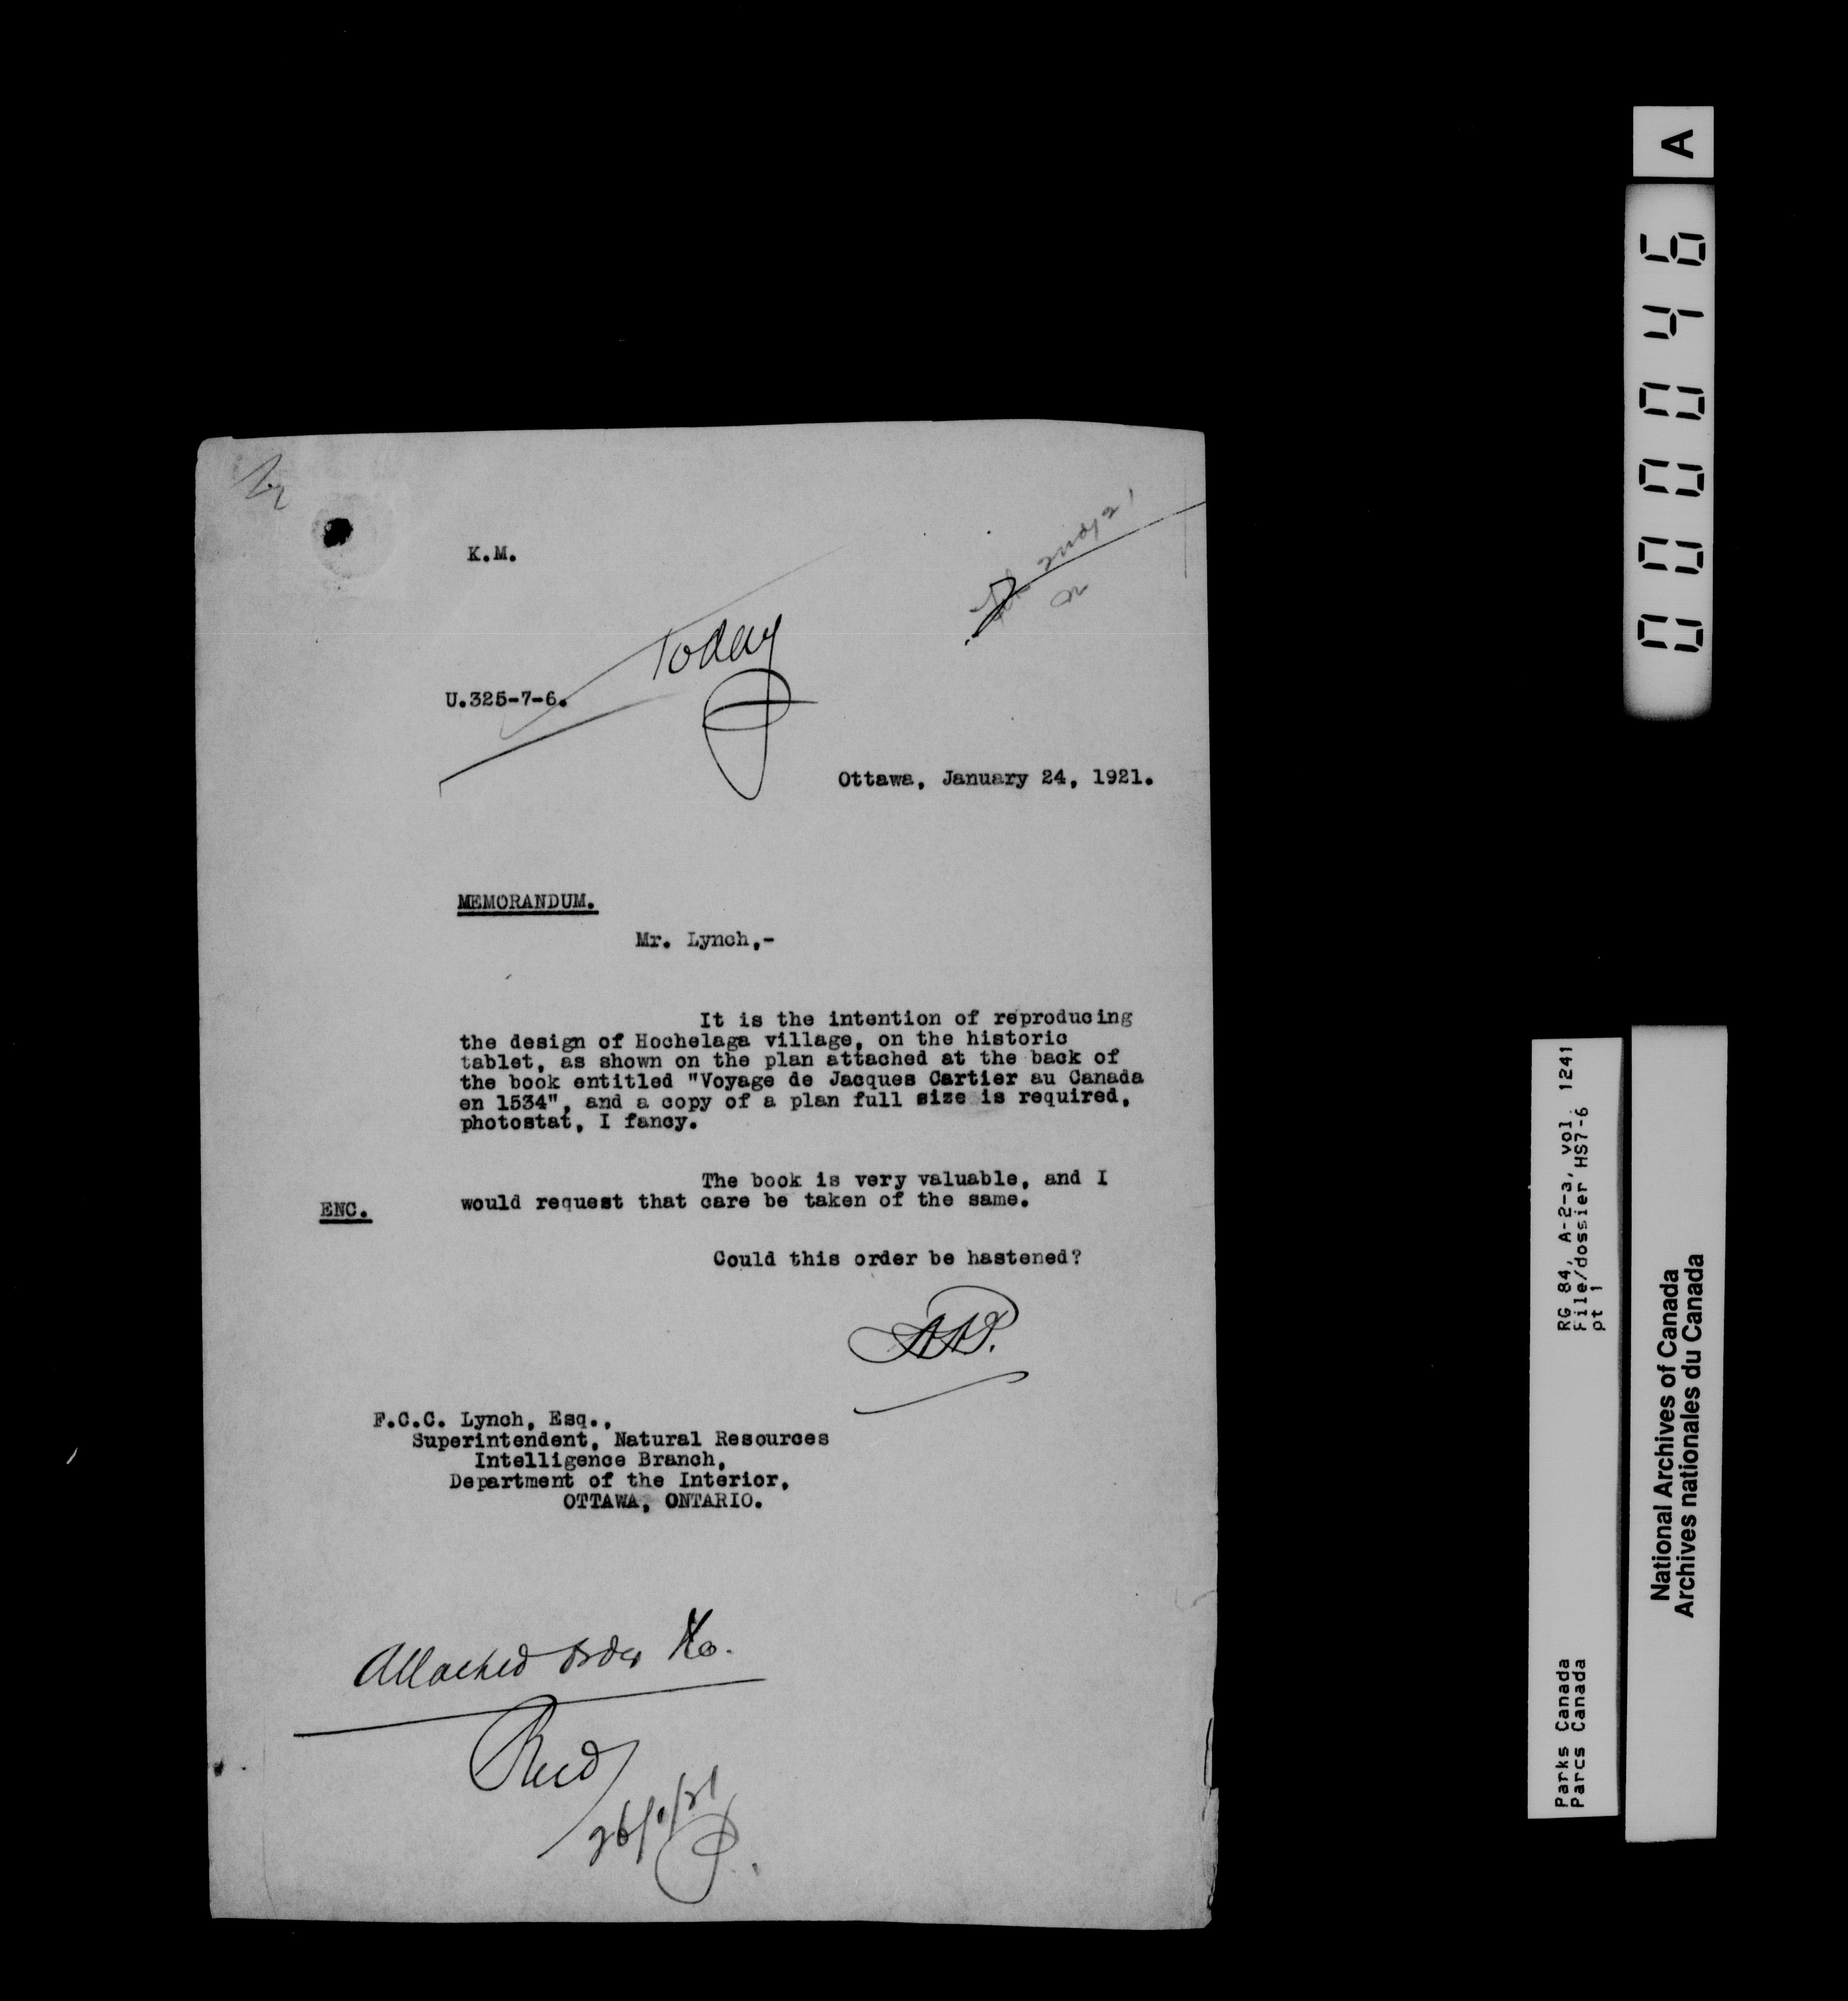 K.M.
Today
U.325-7-6.
Ottawa, January 24, 1921.
MEMORANDUM.
Mr. Lynch,-
It is the intention of reproducing
the design of Hochelaga village, on the historic
tablet, as shown on the plan attached at the back of
the book entitled "Voyage de Jacques Cartier au Canada
en 1534", and a copy of a plan full size is required,
photostat, I fancy.
The book is very valuable, and I
would request that care be taken of the same.
ENC.
Could this order be hastened?
F.C.C. Lynch, Esq.,
Superintendent, Natural Resources
Intelligence Branch,
Department of the Interior,
OTTAWA, ONTARIO.
Attached order No.
Recd
26/1/21
A
000046
RG 84, A-2-a, vol. 1241
File/dossier HS7-6
pt 1
Parks Canada
Parcs Canada
National Archives of Canada
Archives nationales du Canada